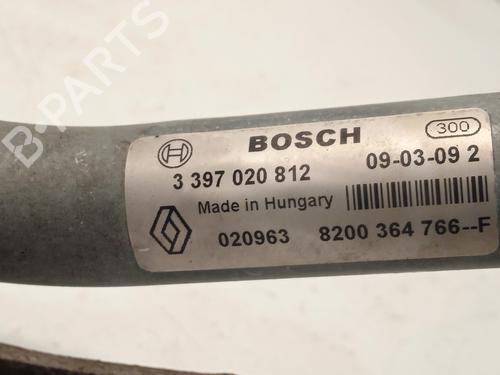 B-PARTS
BOSCH
300
3 397 020 812
09-03-09 2
Made in Hungary
020963
8200 364 766--F